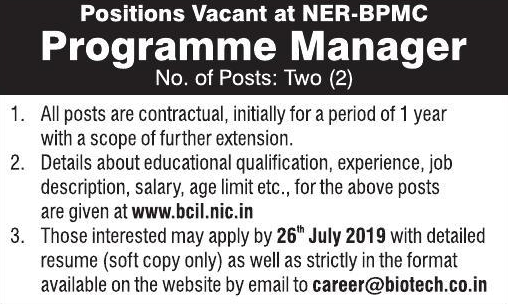 Positions Vacant at NER-BPMC
Programme Manager
No. of Posts: Two (2)
1. All posts are contractual, initially for a period of 1 year
with a scope of further extension.
2. Details about educational qualification, experience, job
description, salary, age limit etc., for the above posts
are given at www.bcil.nic.in
3. Those interested may apply by 26th July 2019 with detailed
resume (soft copy only) as well as strictly in the format
available on the website by email to career@biotech.co.in